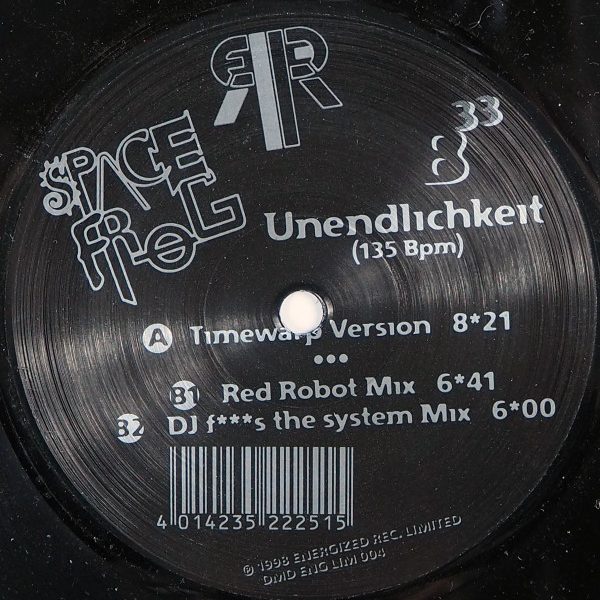 SPACE
FROG
8 33
Unendlichkeit
(135 Bpm)
A Timewarp Version 8*21
•••
B1 Red Robot Mix 6*41
B2 DJ f***s the system Mix 6*00
4 014235 222515
℗ 1998 ENERGIZED REC. LIMITED
DMD ENG LIM 004